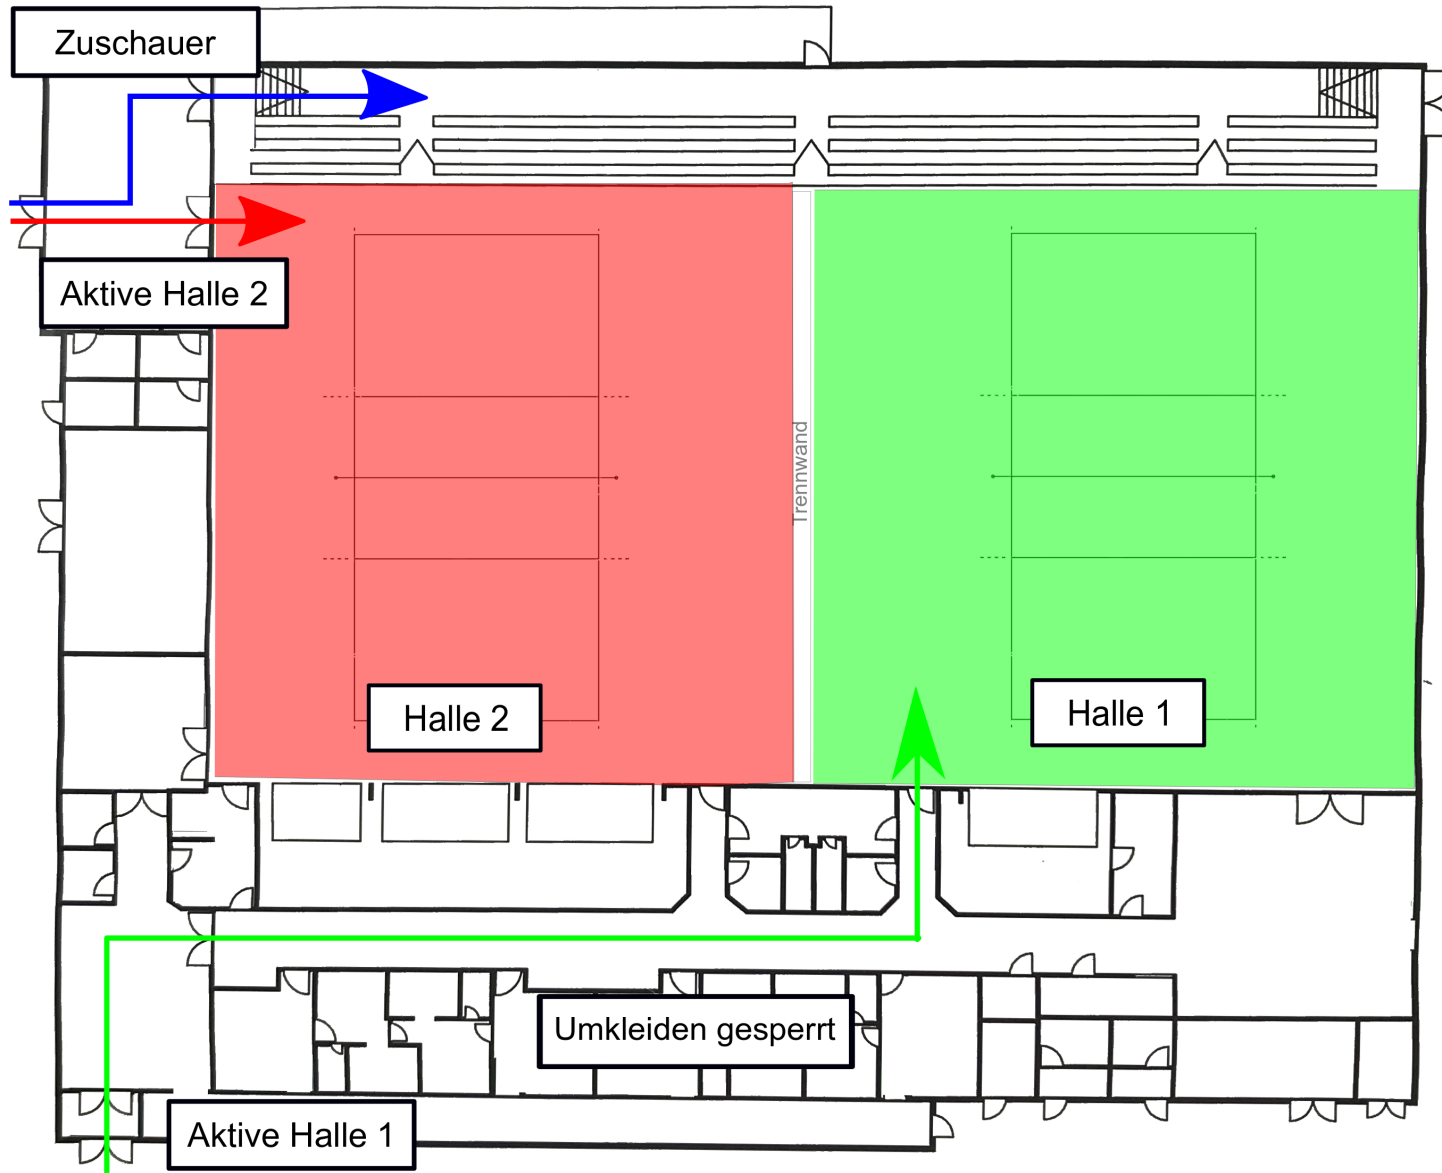 Zuschauer
Aktive Halle 2
Trennwand
Halle 2
Halle 1
Umkleiden gesperrt
Aktive Halle 1